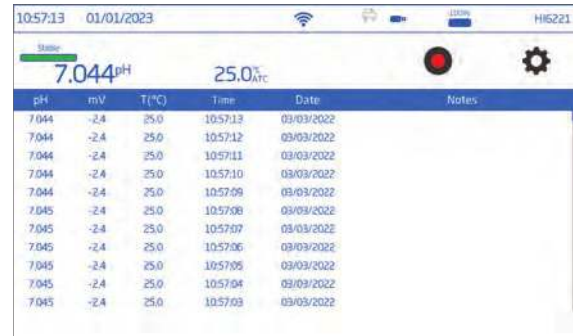 10:57:13 01/01/2023 100% HI6221
Stable
7.044pH 25.0°C ATC
pH mV T(°C) Time Date Notes
7.044 -2.4 25.0 10:57:13 03/03/2022
7.044 -2.4 25.0 10:57:12 03/03/2022
7.044 -2.4 25.0 10:57:11 03/03/2022
7.044 -2.4 25.0 10:57:10 03/03/2022
7.044 -2.4 25.0 10:57:09 03/03/2022
7.045 -2.4 25.0 10:57:08 03/03/2022
7.045 -2.4 25.0 10:57:07 03/03/2022
7.045 -2.4 25.0 10:57:06 03/03/2022
7.045 -2.4 25.0 10:57:05 03/03/2022
7.045 -2.4 25.0 10:57:04 03/03/2022
7.045 -2.4 25.0 10:57:03 03/03/2022